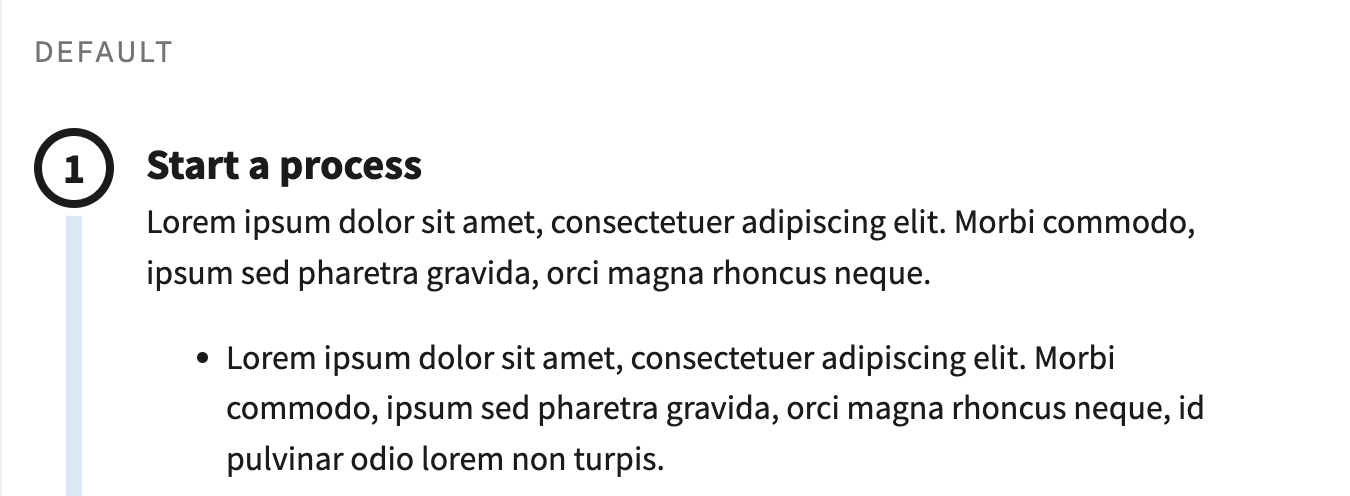 DEFAULT
1
Start a process
Lorem ipsum dolor sit amet, consectetuer adipiscing elit. Morbi commodo,
ipsum sed pharetra gravida, orci magna rhoncus neque.
• Lorem ipsum dolor sit amet, consectetuer adipiscing elit. Morbi
commodo, ipsum sed pharetra gravida, orci magna rhoncus neque, id
pulvinar odio lorem non turpis.